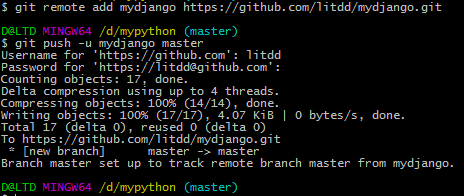 $ git remote add mydjango https://github.com/litdd/mydjango.git
D@LTD MINGW64 /d/mypython (master)
$ git push -u mydjango master
Username for 'https://github.com': litdd
Password for 'https://litdd@github.com':
Counting objects: 17, done.
Delta compression using up to 4 threads.
Compressing objects: 100% (14/14), done.
Writing objects: 100% (17/17), 4.07 KiB | 0 bytes/s, done.
Total 17 (delta 0), reused 0 (delta 0)
To https://github.com/litdd/mydjango.git
 * [new branch]      master -> master
Branch master set up to track remote branch master from mydjango.
D@LTD MINGW64 /d/mypython (master)